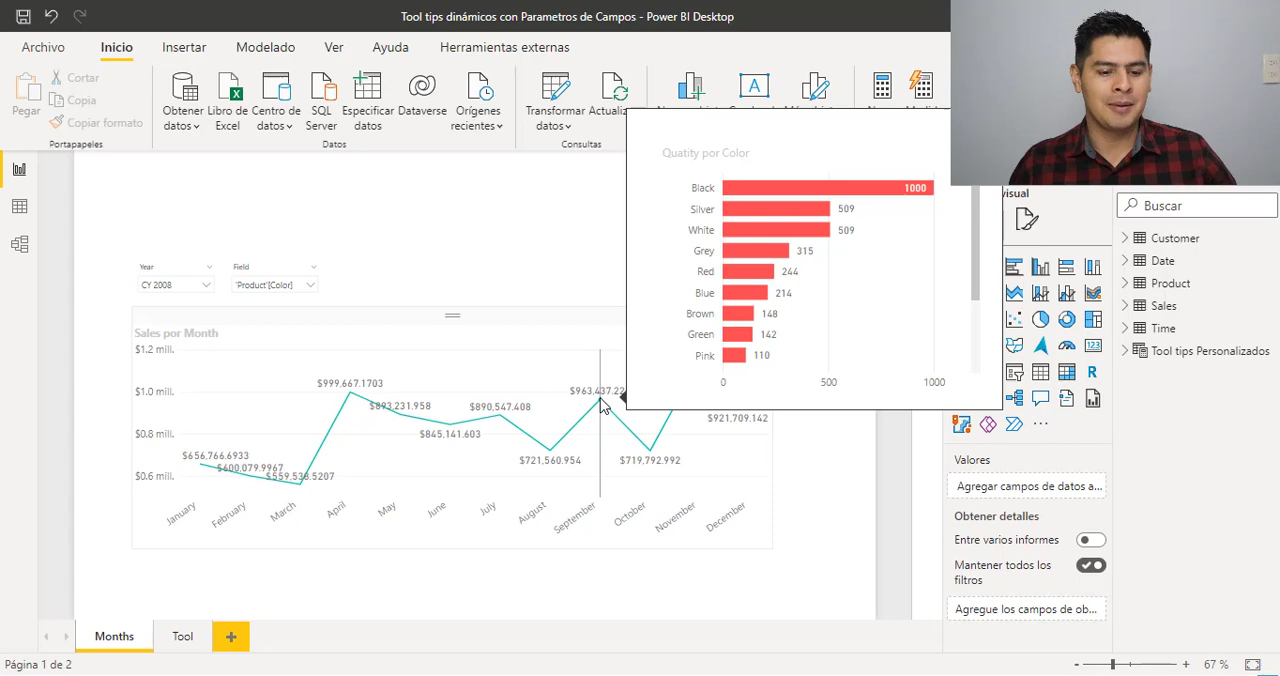 Tool tips dinámicos con Parametros de Campos - Power BI Desktop
Archivo
Inicio
Insertar
Modelado
Ver
Ayuda
Herramientas externas
Pegar
Cortar
Copia
Copiar formato
Portapapeles
Obtener datos
Libro de Excel
Centro de datos
SQL Server
Especificar datos
Dataverse
Orígenes recientes
Datos
Transformar datos
Consultas
Quatity por Color
Black 1000
Silver 509
White 509
Grey 315
Red 244
Blue 214
Brown 148
Green 142
Pink 110
0 500 1000
Year
CY 2008
Field
'Product'[Color]
Sales por Month
$1.2 mill.
$1.0 mill.
$0.8 mill.
$0.6 mill.
$656,766.6933
$600,079.9967
$559,538.5207
$999,667.1703
$893,231.958
$845,141.603
$890,547.408
$721,560.954
$719,792.992
$921,709.142
January
February
March
April
May
June
July
August
September
October
November
December
visual
Valores
Agregar campos de datos a...
Obtener detalles
Entre varios informes
Mantener todos los
filtros
Agregue los campos de ob...
Buscar
Customer
Date
Product
Sales
Time
Tool tips Personalizados
Months
Tool
Página 1 de 2
67 %